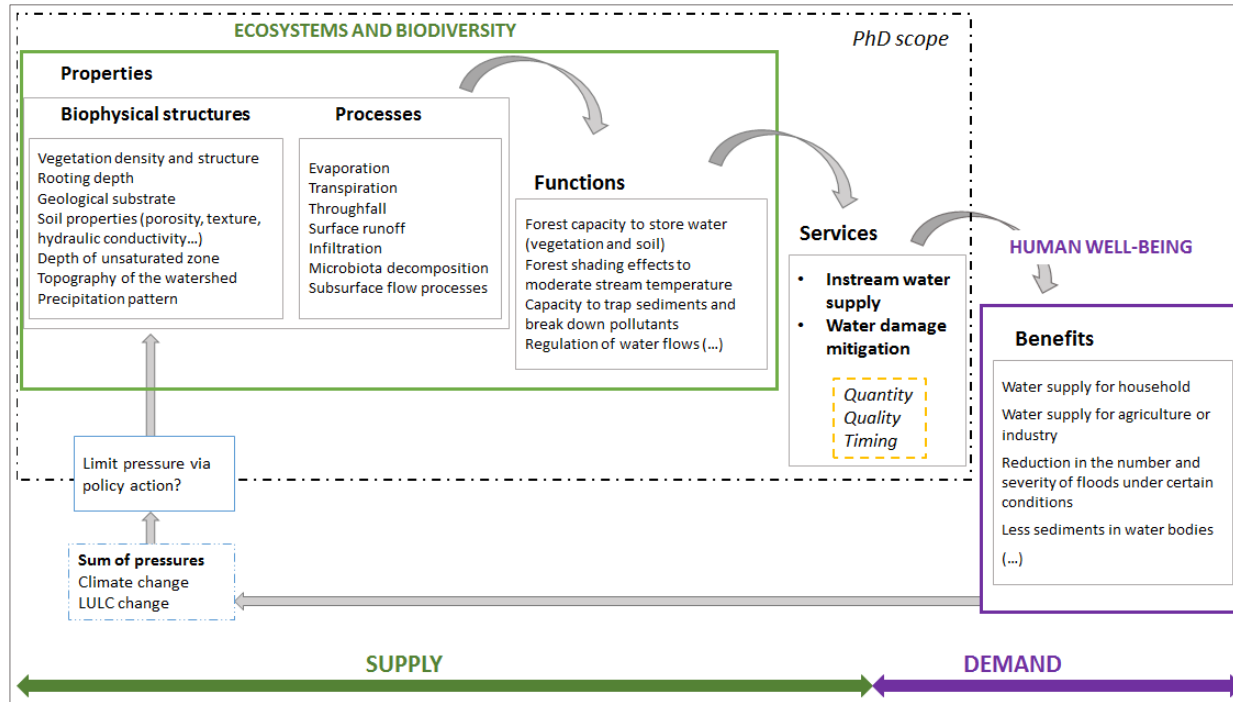 ECOSYSTEMS AND BIODIVERSITY
PhD scope
Properties
Biophysical structures
Vegetation density and structure
Rooting depth
Geological substrate
Soil properties (porosity, texture,
hydraulic conductivity...)
Depth of unsaturated zone
Topography of the watershed
Precipitation pattern
Processes
Evaporation
Transpiration
Throughfall
Surface runoff
Infiltration
Microbiota decomposition
Subsurface flow processes
Functions
Forest capacity to store water
(vegetation and soil)
Forest shading effects to
moderate stream temperature
Capacity to trap sediments and
break down pollutants
Regulation of water flows (...)
Services
• Instream water
supply
• Water damage
mitigation
Quantity
Quality
Timing
HUMAN WELL-BEING
Benefits
Water supply for household
Water supply for agriculture or
industry
Reduction in the number and
severity of floods under certain
conditions
Less sediments in water bodies
(...)
Limit pressure via
policy action?
Sum of pressures
Climate change
LULC change
SUPPLY
DEMAND